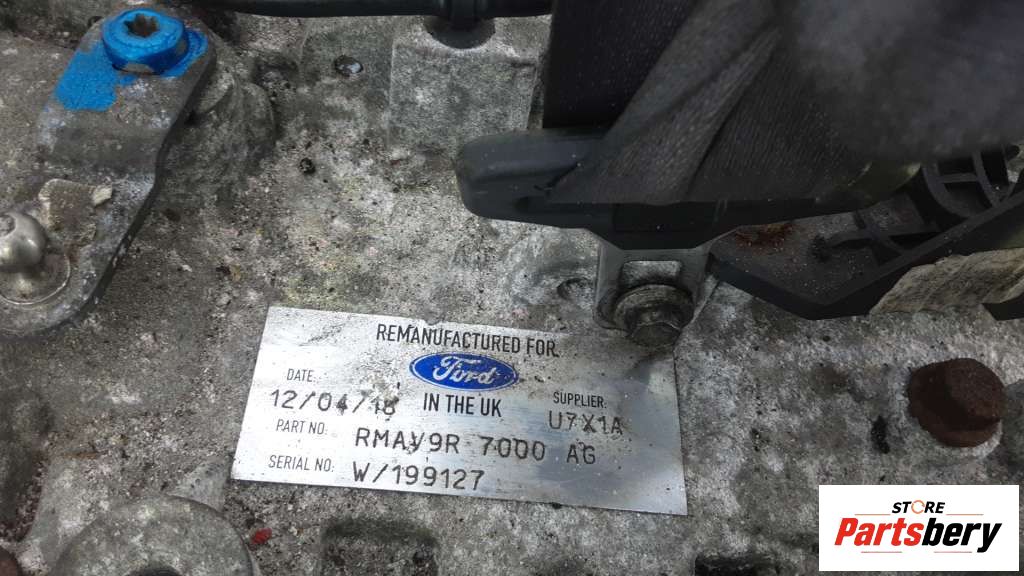 REMANUFACTURED FOR
Ford
DATE: 12/04/18 IN THE UK SUPPLIER: U7X1A
PART NO: RMAV9R 7000 AG
SERIAL NO: W/199127
STORE
Partsbery